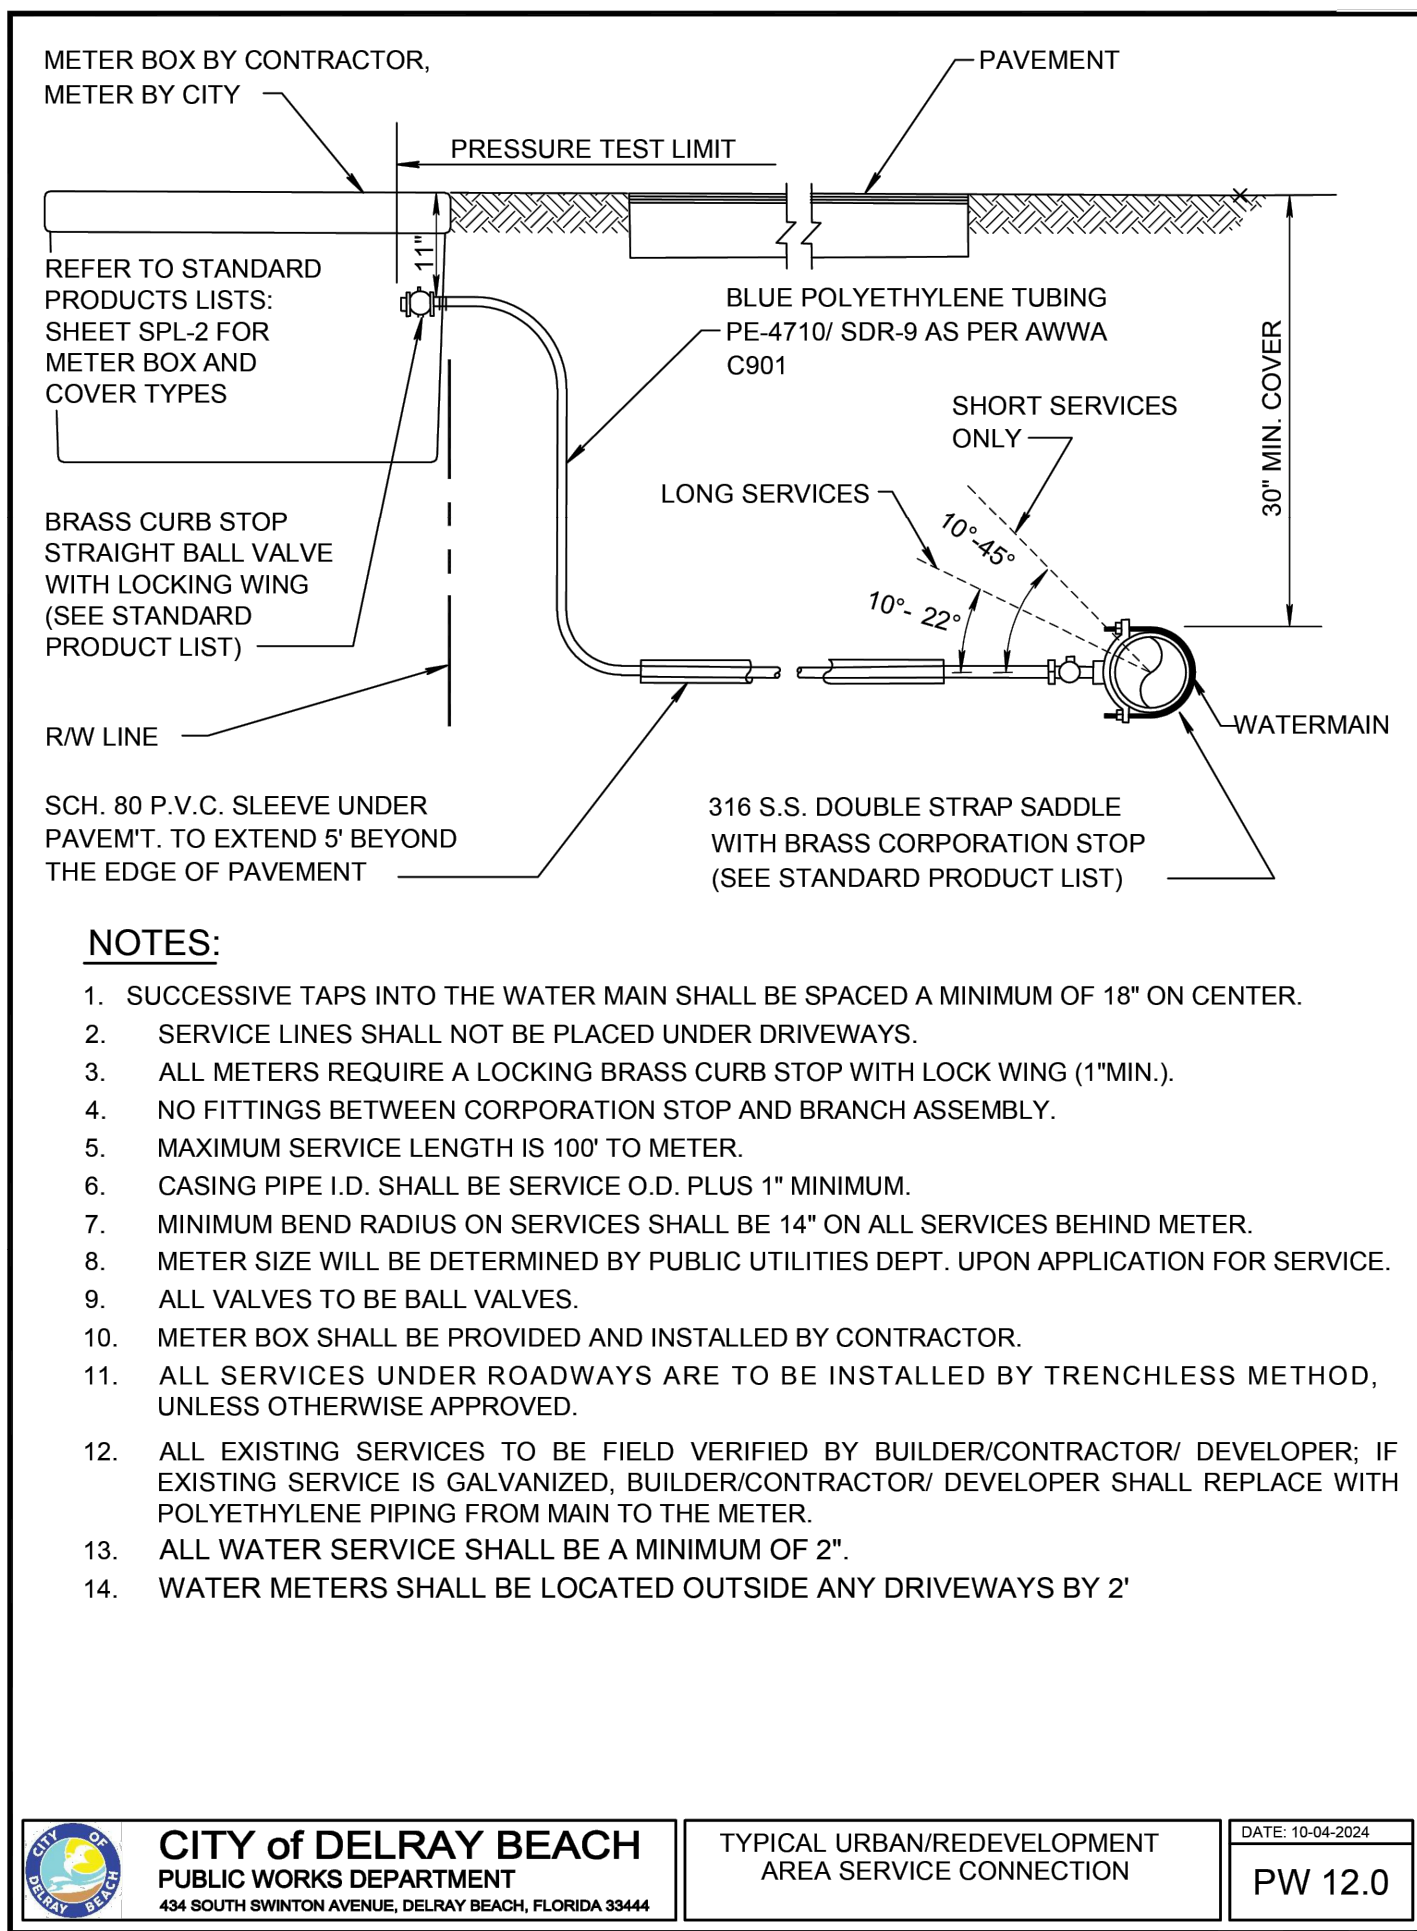 METER BOX BY CONTRACTOR,
METER BY CITY
PAVEMENT
PRESSURE TEST LIMIT
11"
REFER TO STANDARD
PRODUCTS LISTS:
SHEET SPL-2 FOR
METER BOX AND
COVER TYPES
BLUE POLYETHYLENE TUBING
PE-4710/ SDR-9 AS PER AWWA
C901
30" MIN. COVER
SHORT SERVICES
ONLY
LONG SERVICES
10°-45°
10°- 22°
BRASS CURB STOP
STRAIGHT BALL VALVE
WITH LOCKING WING
(SEE STANDARD
PRODUCT LIST)
R/W LINE
WATERMAIN
SCH. 80 P.V.C. SLEEVE UNDER
PAVEM'T. TO EXTEND 5' BEYOND
THE EDGE OF PAVEMENT
316 S.S. DOUBLE STRAP SADDLE
WITH BRASS CORPORATION STOP
(SEE STANDARD PRODUCT LIST)
NOTES:
1. SUCCESSIVE TAPS INTO THE WATER MAIN SHALL BE SPACED A MINIMUM OF 18" ON CENTER.
2. SERVICE LINES SHALL NOT BE PLACED UNDER DRIVEWAYS.
3. ALL METERS REQUIRE A LOCKING BRASS CURB STOP WITH LOCK WING (1"MIN.).
4. NO FITTINGS BETWEEN CORPORATION STOP AND BRANCH ASSEMBLY.
5. MAXIMUM SERVICE LENGTH IS 100' TO METER.
6. CASING PIPE I.D. SHALL BE SERVICE O.D. PLUS 1" MINIMUM.
7. MINIMUM BEND RADIUS ON SERVICES SHALL BE 14" ON ALL SERVICES BEHIND METER.
8. METER SIZE WILL BE DETERMINED BY PUBLIC UTILITIES DEPT. UPON APPLICATION FOR SERVICE.
9. ALL VALVES TO BE BALL VALVES.
10. METER BOX SHALL BE PROVIDED AND INSTALLED BY CONTRACTOR.
11. ALL SERVICES UNDER ROADWAYS ARE TO BE INSTALLED BY TRENCHLESS METHOD,
UNLESS OTHERWISE APPROVED.
12. ALL EXISTING SERVICES TO BE FIELD VERIFIED BY BUILDER/CONTRACTOR/ DEVELOPER; IF
EXISTING SERVICE IS GALVANIZED, BUILDER/CONTRACTOR/ DEVELOPER SHALL REPLACE WITH
POLYETHYLENE PIPING FROM MAIN TO THE METER.
13. ALL WATER SERVICE SHALL BE A MINIMUM OF 2".
14. WATER METERS SHALL BE LOCATED OUTSIDE ANY DRIVEWAYS BY 2'
CITY OF
DELRAY BEACH
CITY of DELRAY BEACH
PUBLIC WORKS DEPARTMENT
434 SOUTH SWINTON AVENUE, DELRAY BEACH, FLORIDA 33444
TYPICAL URBAN/REDEVELOPMENT
AREA SERVICE CONNECTION
DATE: 10-04-2024
PW 12.0